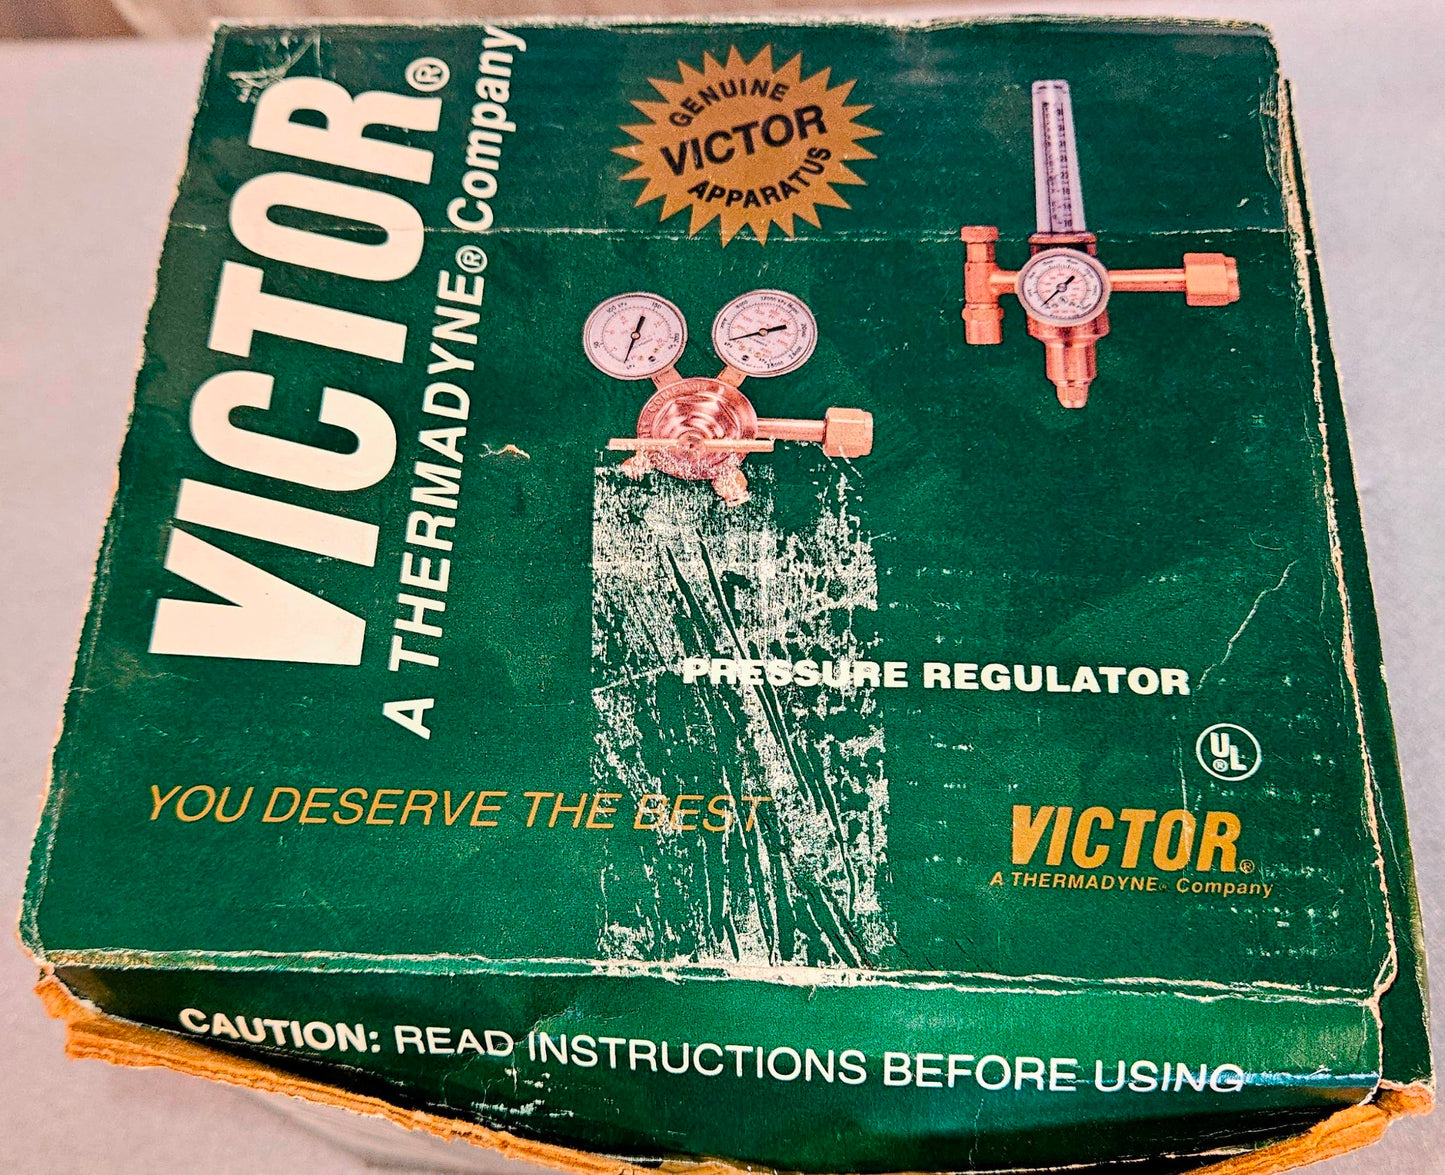 VICTOR®
A THERMADYNE® Company
GENUINE
VICTOR
APPARATUS
PRESSURE REGULATOR
UL
®
YOU DESERVE THE BEST
VICTOR®
A THERMADYNE® Company
CAUTION: READ INSTRUCTIONS BEFORE USING